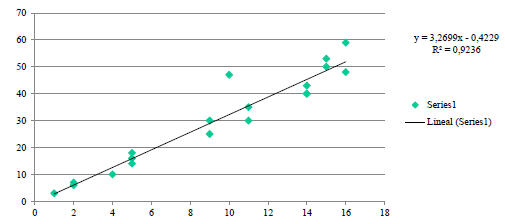 70
60
50
40
30
20
10
0
0 2 4 6 8 10 12 14 16 18
y = 3,2699x - 0,4229
R² = 0,9236
Series1
Lineal (Series1)